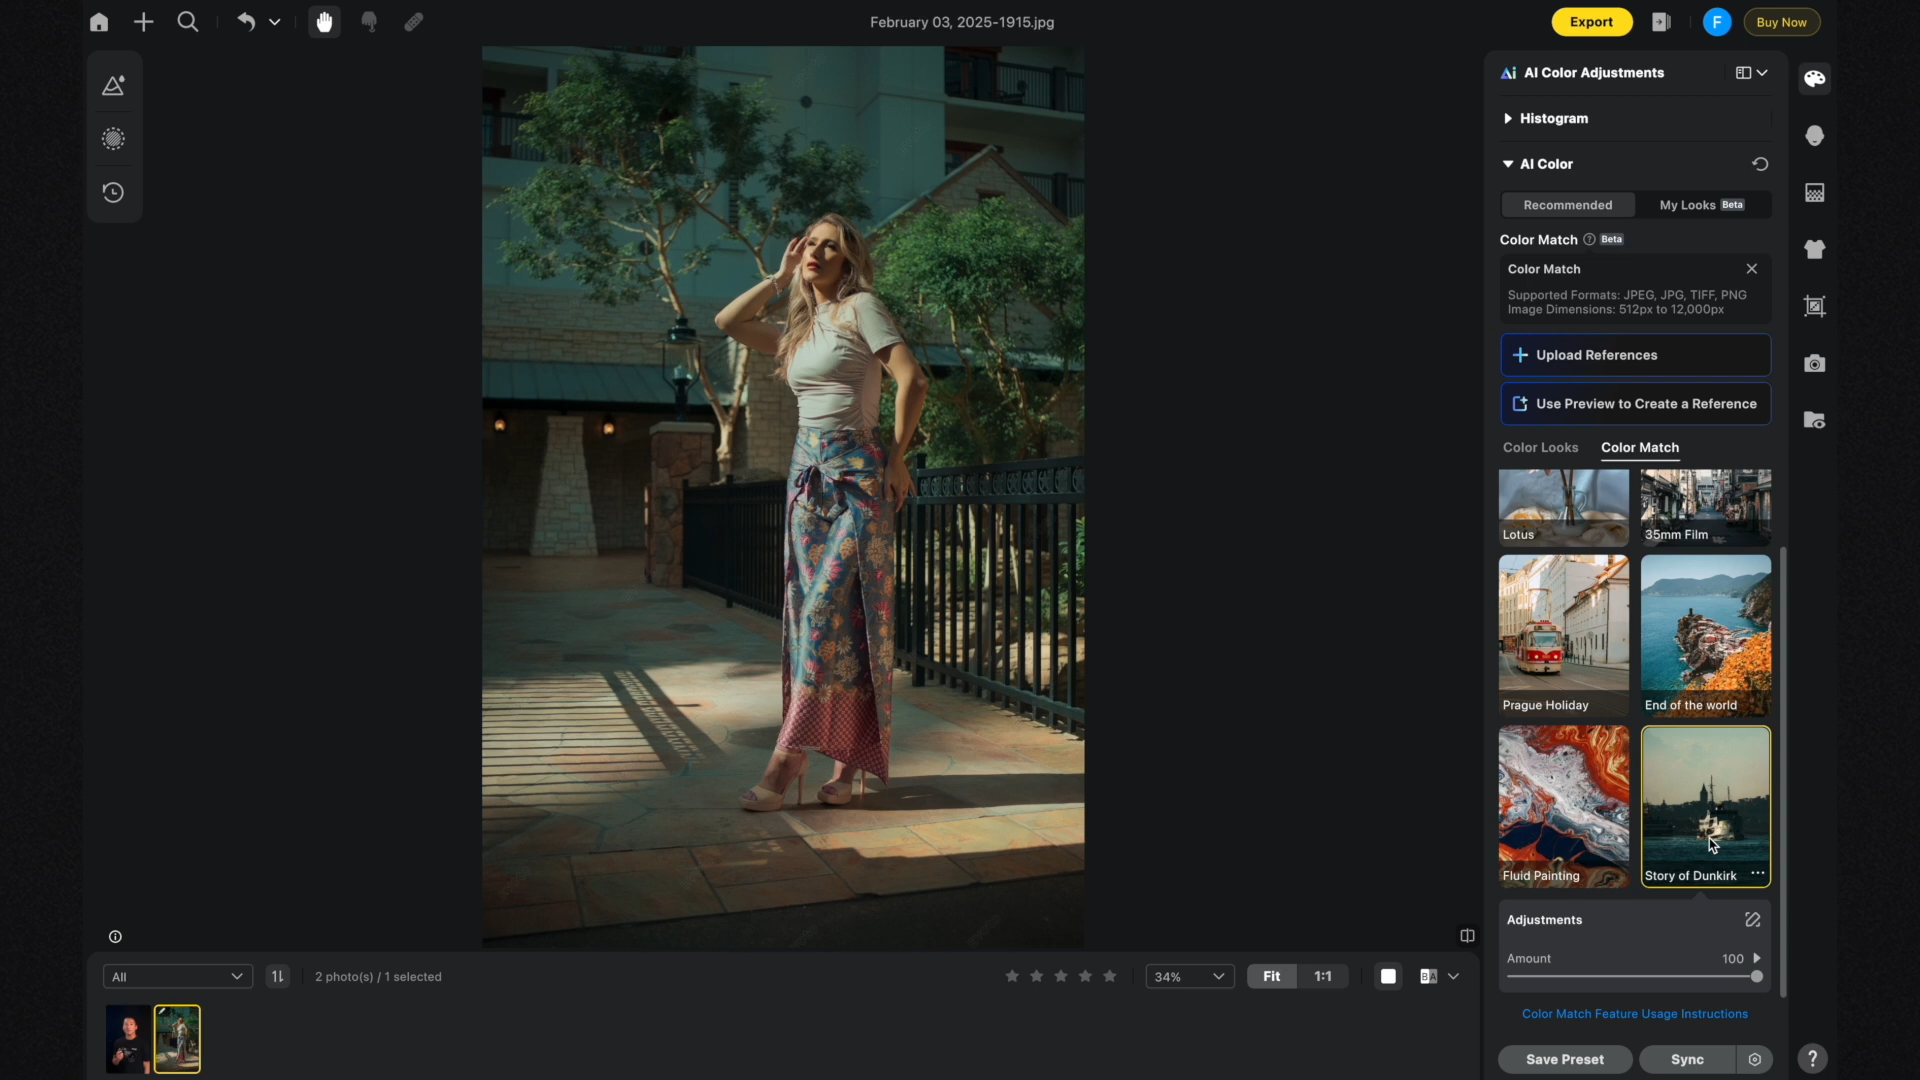 February 03, 2025-1915.jpg
Export
F
Buy Now
AI Color Adjustments
Histogram
AI Color
Recommended
My Looks Beta
Color Match ? Beta
Color Match
Supported Formats: JPEG, JPG, TIFF, PNG
Image Dimensions: 512px to 12,000px
Upload References
Use Preview to Create a Reference
Color Looks
Color Match
Lotus
35mm Film
Prague Holiday
End of the world
Fluid Painting
Story of Dunkirk
Adjustments
Amount
100
Color Match Feature Usage Instructions
Save Preset
Sync
?
All
2 photo(s) / 1 selected
34%
Fit
1:1
B A